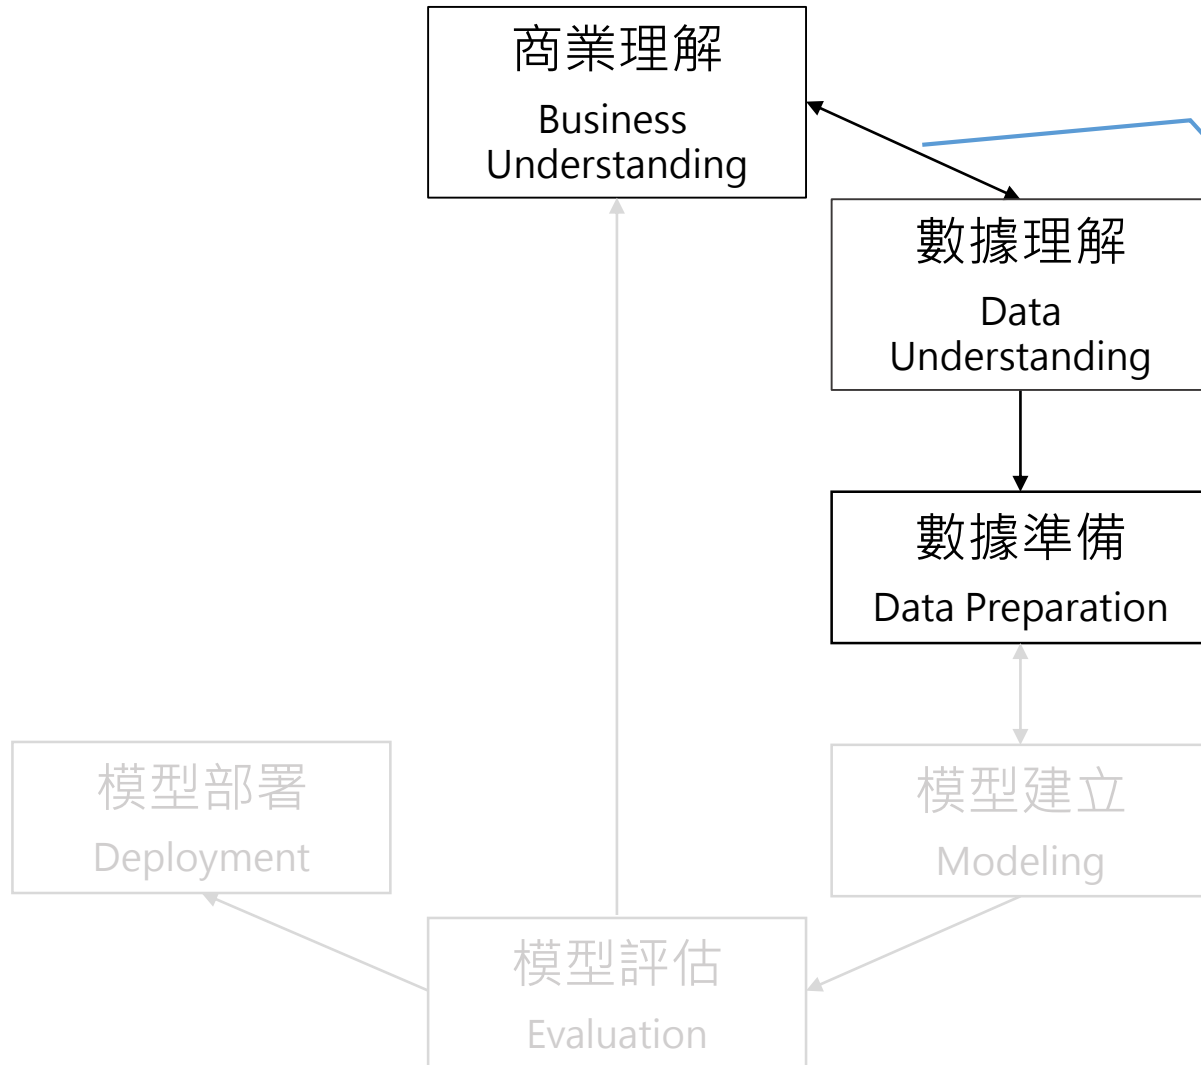 商業理解
Business
Understanding
數據理解
Data
Understanding
數據準備
Data Preparation
模型部署
Deployment
模型建立
Modeling
模型評估
Evaluation